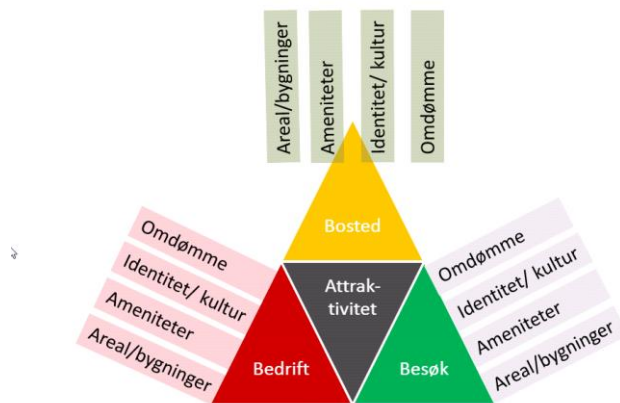 Areal/bygninger
Ameniteter
Identitet/ kultur
Omdømme
Bosted
Omdømme
Identitet/ kultur
Ameniteter
Areal/bygninger
Attrak-
tivitet
Omdømme
Identitet/ kultur
Ameniteter
Areal/bygninger
Bedrift
Besøk